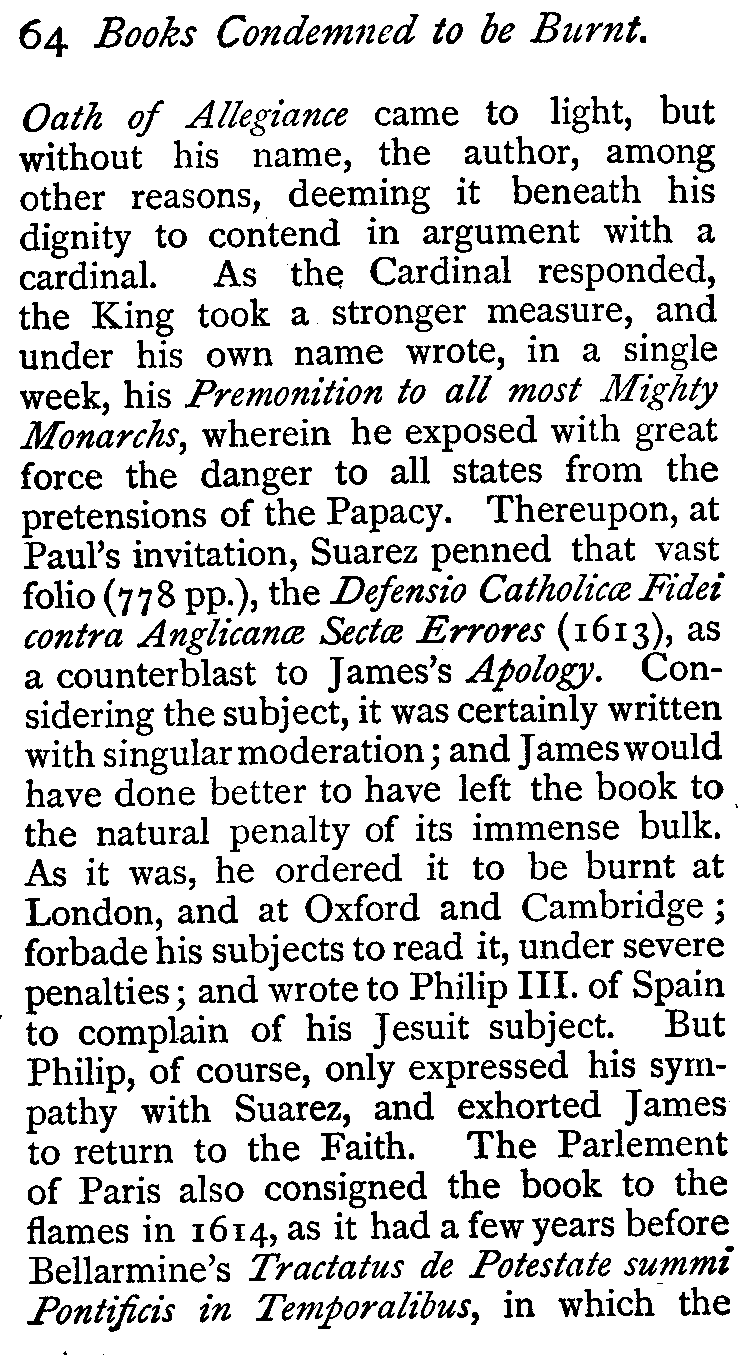 64 Books Condemned to be Burnt.
Oath of Allegiance came to light, but
without his name, the author, among
other reasons, deeming it beneath his
dignity to contend in argument with a
cardinal. As the Cardinal responded,
the King took a stronger measure, and
under his own name wrote, in a single
week, his Premonition to all most Mighty
Monarchs, wherein he exposed with great
force the danger to all states from the
pretensions of the Papacy. Thereupon, at
Paul's invitation, Suarez penned that vast
folio (778 pp.), the Defensio Catholicæ Fidei
contra Anglicanæ Sectæ Errores (1613), as
a counterblast to James's Apology. Con-
sidering the subject, it was certainly written
with singular moderation; and James would
have done better to have left the book to
the natural penalty of its immense bulk.
As it was, he ordered it to be burnt at
London, and at Oxford and Cambridge;
forbade his subjects to read it, under severe
penalties; and wrote to Philip III. of Spain
to complain of his Jesuit subject. But
Philip, of course, only expressed his sym-
pathy with Suarez, and exhorted James
to return to the Faith. The Parlement
of Paris also consigned the book to the
flames in 1614, as it had a few years before
Bellarmine's Tractatus de Potestate summi
Pontificis in Temporalibus, in which the